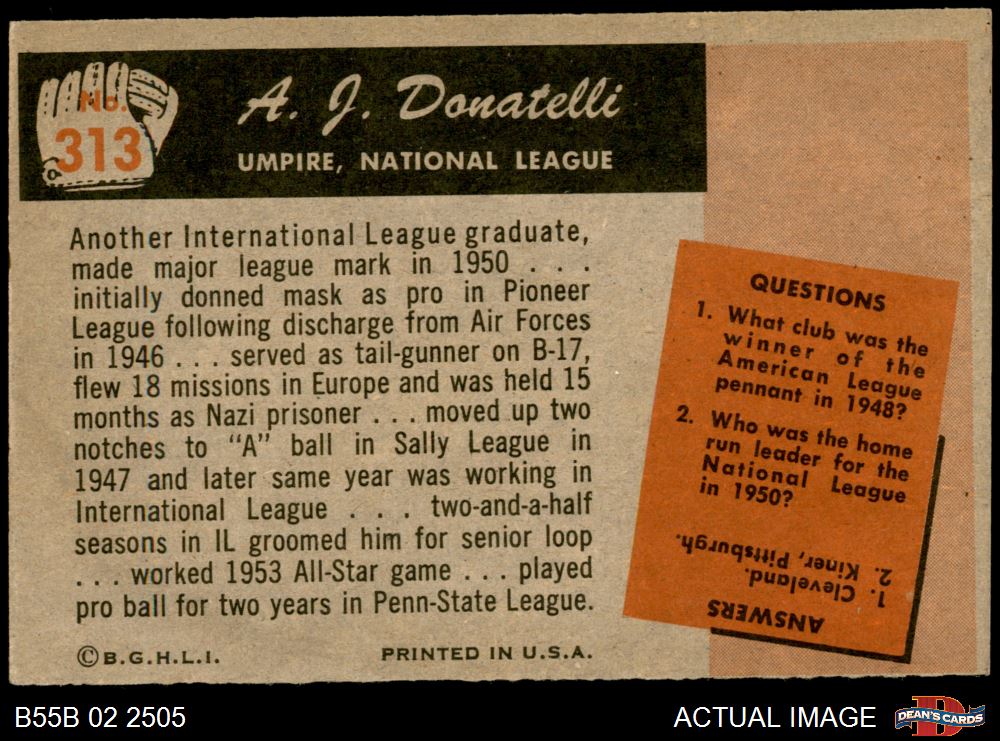 No.
313
A. J. Donatelli
UMPIRE, NATIONAL LEAGUE
Another International League graduate,
made major league mark in 1950 . . .
initially donned mask as pro in Pioneer
League following discharge from Air Forces
in 1946 . . . served as tail-gunner on B-17,
flew 18 missions in Europe and was held 15
months as Nazi prisoner . . . moved up two
notches to "A" ball in Sally League in
1947 and later same year was working in
International League . . . two-and-a-half
seasons in IL groomed him for senior loop
. . . worked 1953 All-Star game . . . played
pro ball for two years in Penn-State League.
©B.G.H.L.I.
PRINTED IN U.S.A.
QUESTIONS
1. What club was the
winner of the
American League
pennant in 1948?
2. Who was the home
run leader for the
National League
in 1950?
ANSWERS
1. Cleveland.
2. Kiner, Pittsburgh.
B55B 02 2505
ACTUAL IMAGE
D
DEAN'S CARDS